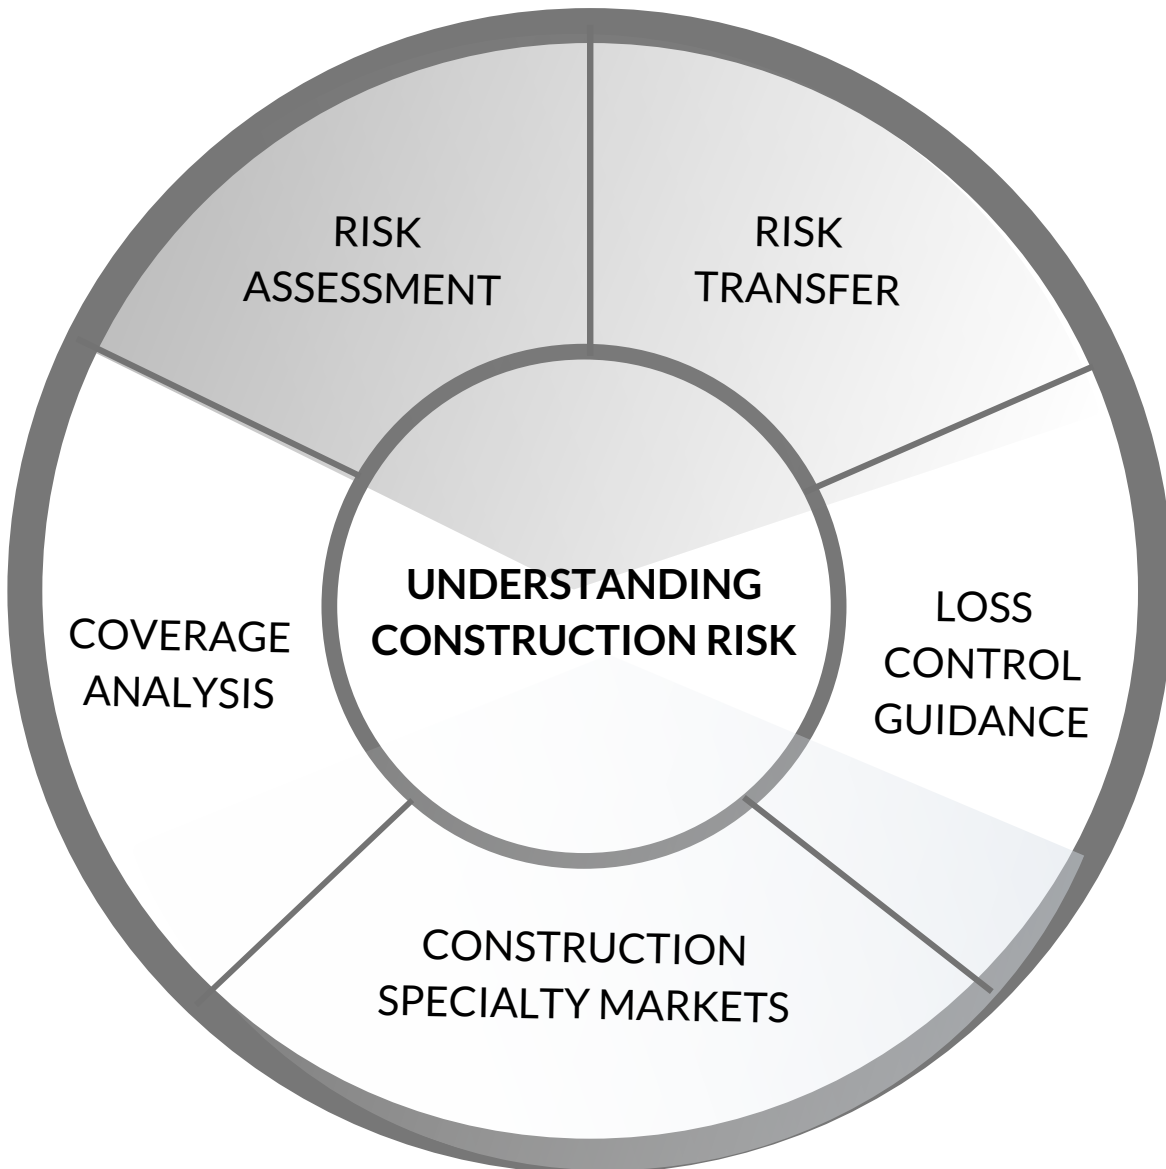 RISK
ASSESSMENT
RISK
TRANSFER
UNDERSTANDING
CONSTRUCTION RISK
COVERAGE
ANALYSIS
LOSS
CONTROL
GUIDANCE
CONSTRUCTION
SPECIALTY MARKETS